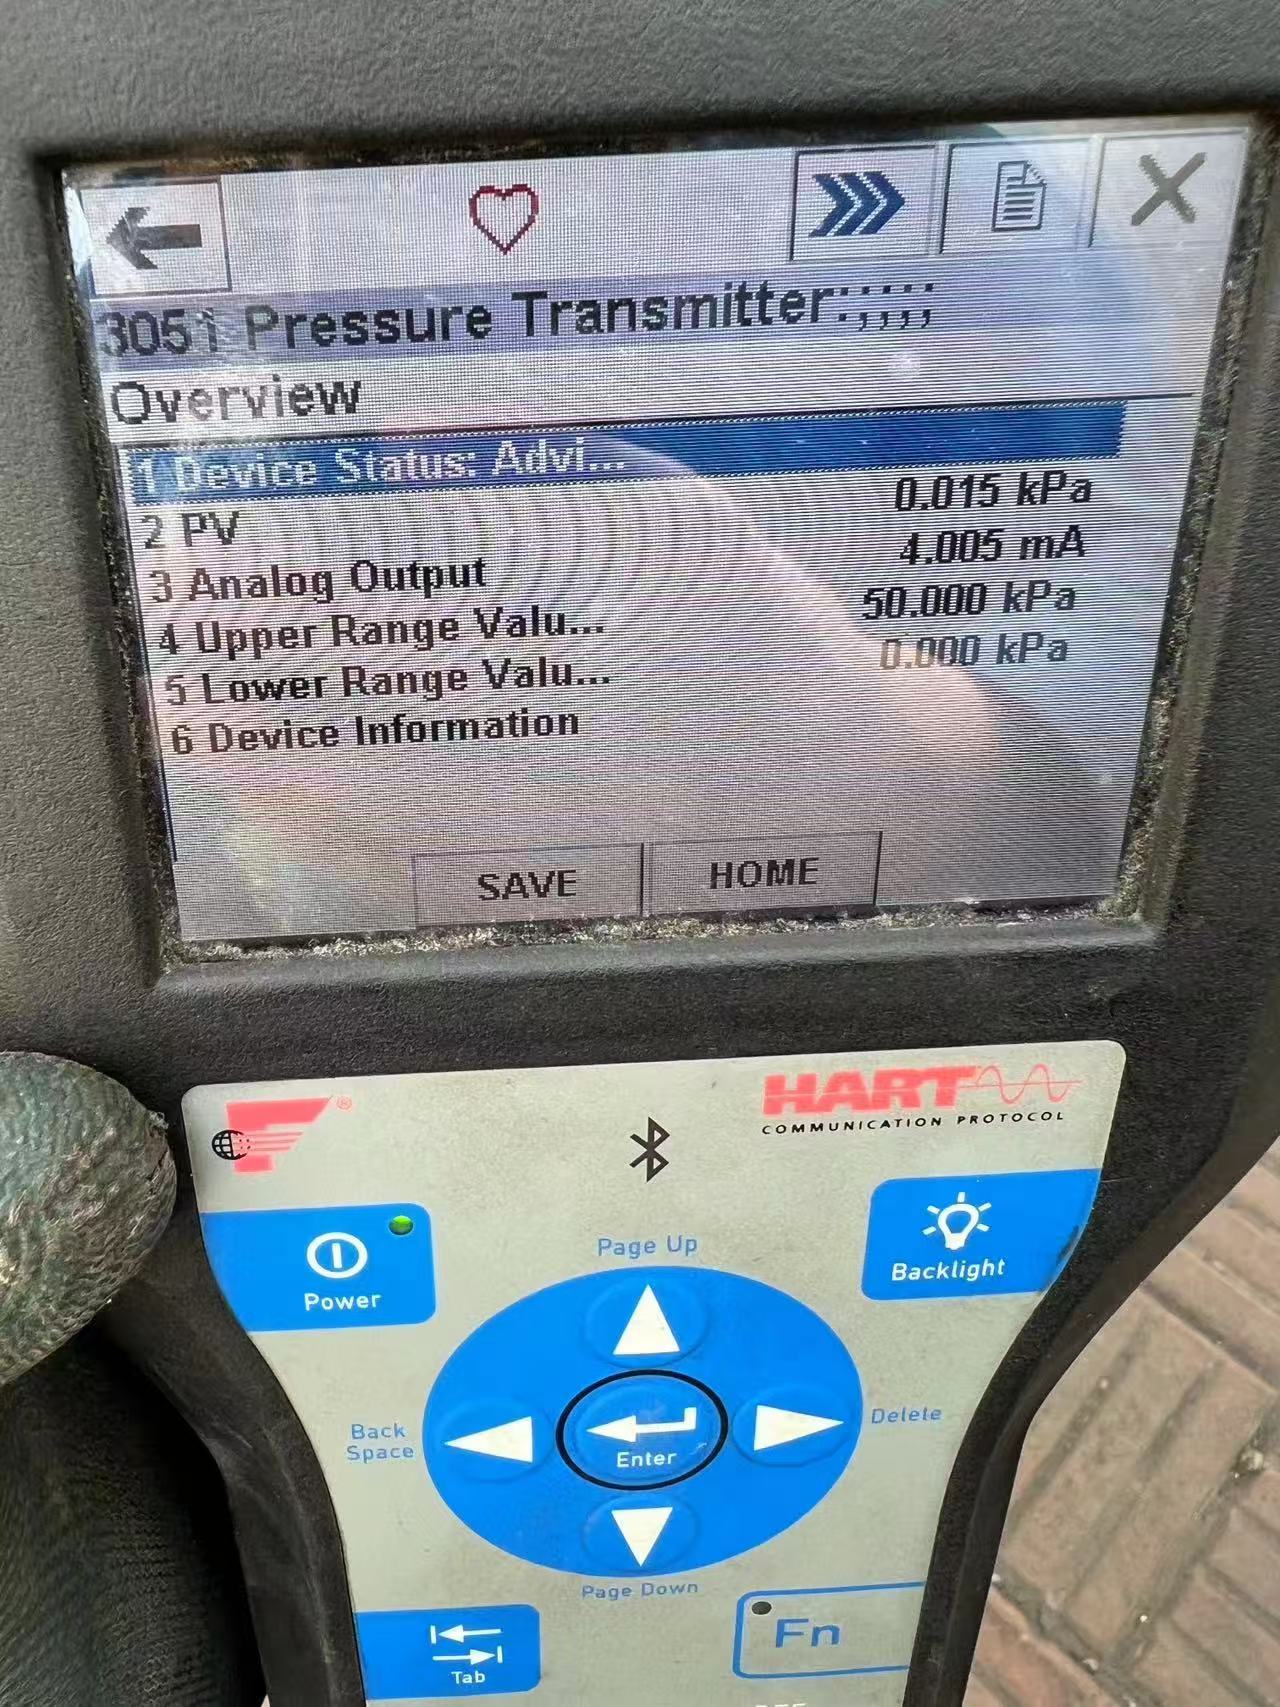 3051 Pressure Transmitter:;;;;
Overview
1 Device Status: Advi...
2 PV 0.015 kPa
3 Analog Output 4.005 mA
4 Upper Range Valu... 50.000 kPa
5 Lower Range Valu... 0.000 kPa
6 Device Information
SAVE HOME
F®
HART
COMMUNICATION PROTOCOL
Power
Backlight
Page Up
Back Space
Enter
Delete
Page Down
Tab
Fn